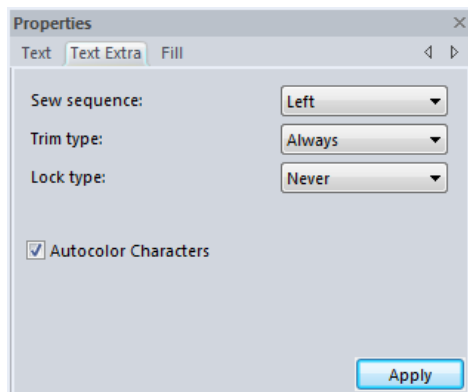 Properties
Text Text Extra Fill
Sew sequence: Left
Trim type: Always
Lock type: Never
Autocolor Characters
Apply